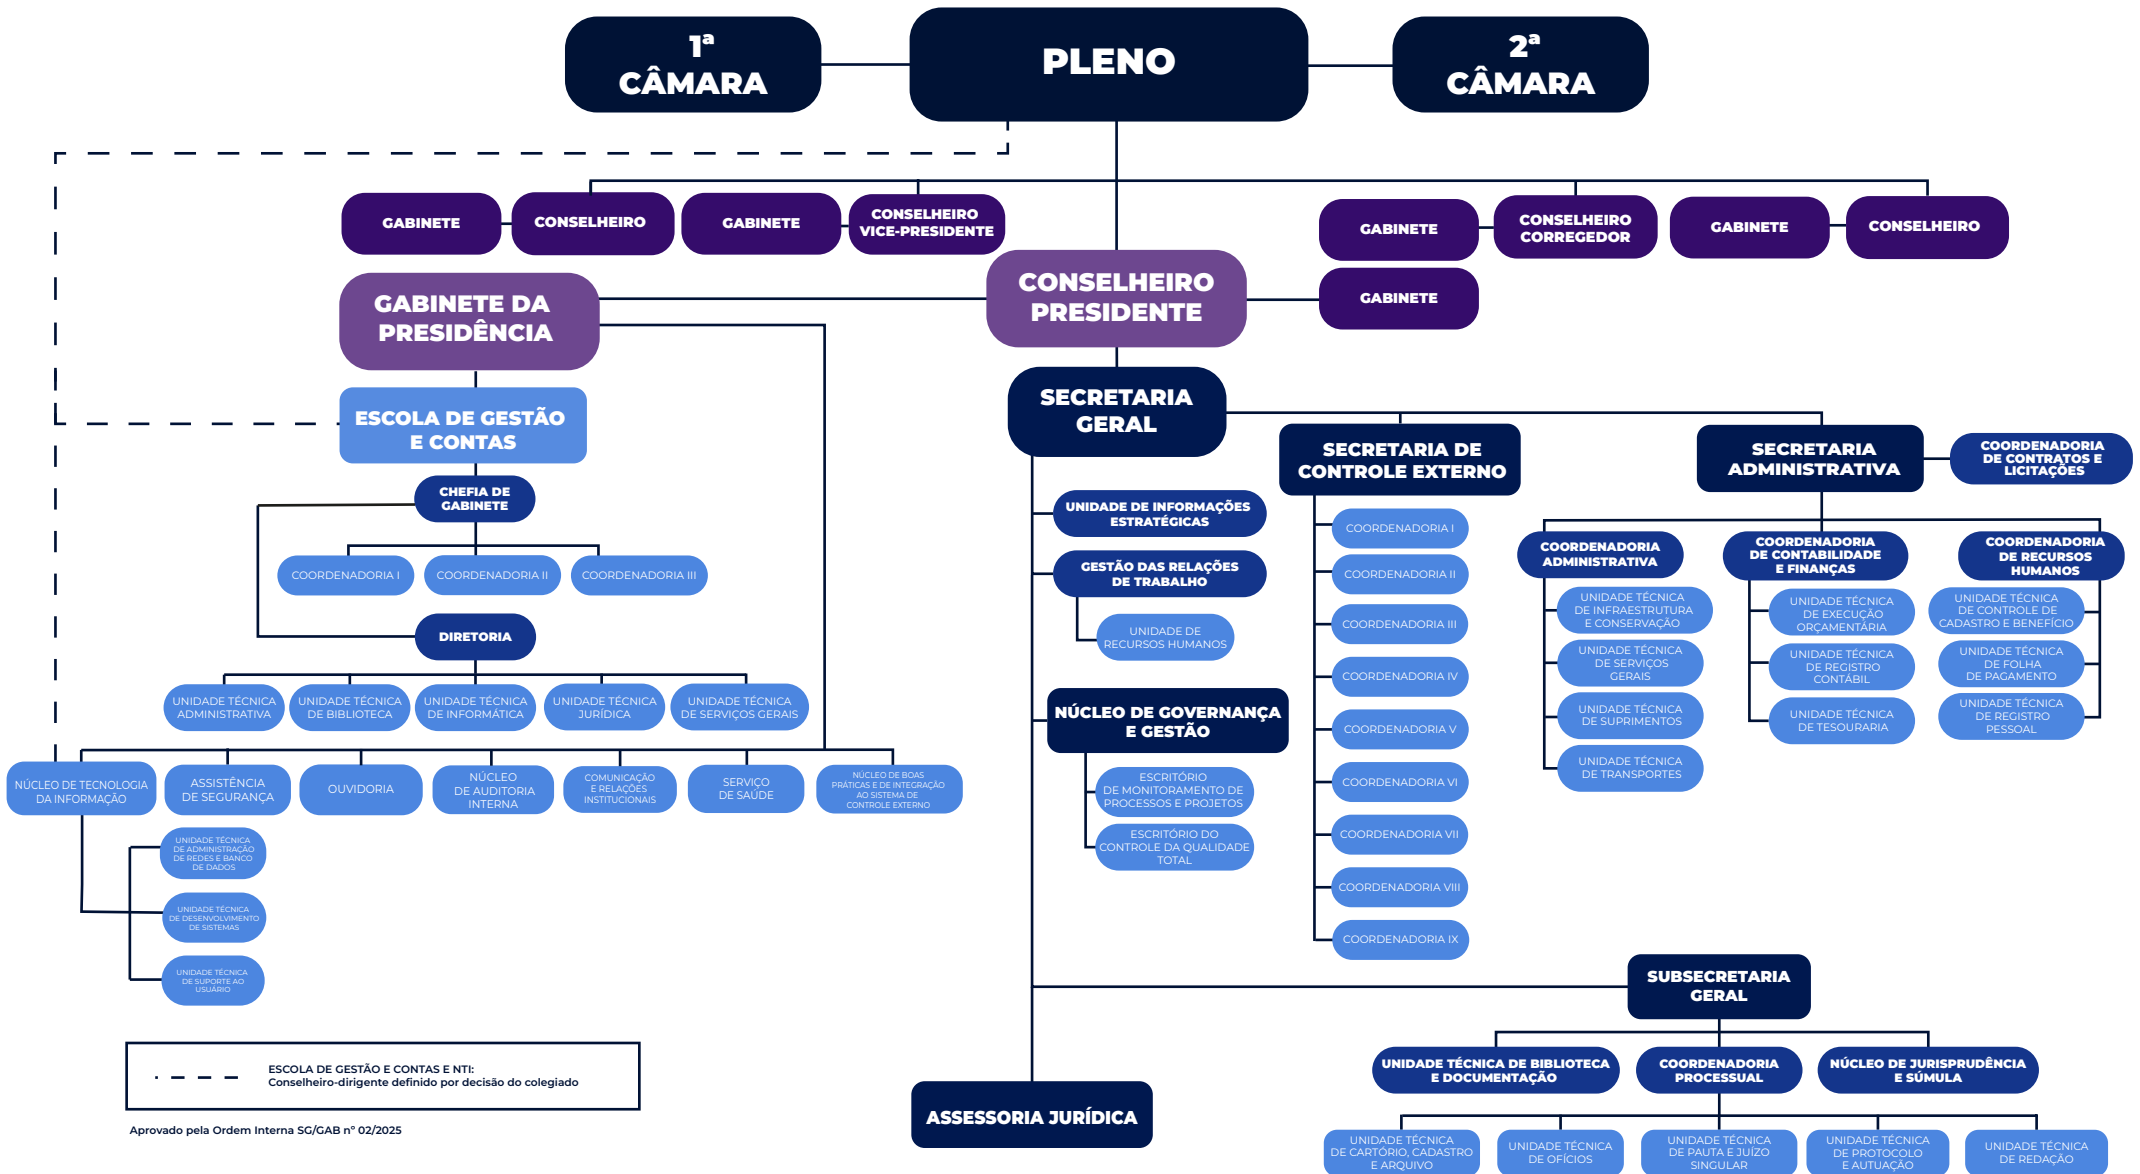 1ª
CÂMARA
PLENO
2ª
CÂMARA
GABINETE
CONSELHEIRO
GABINETE
CONSELHEIRO
VICE-PRESIDENTE
GABINETE
CONSELHEIRO
CORREGEDOR
GABINETE
CONSELHEIRO
GABINETE DA
PRESIDÊNCIA
CONSELHEIRO
PRESIDENTE
GABINETE
ESCOLA DE GESTÃO
E CONTAS
CHEFIA DE
GABINETE
COORDENADORIA I
COORDENADORIA II
COORDENADORIA III
DIRETORIA
UNIDADE TÉCNICA
ADMINISTRATIVA
UNIDADE TÉCNICA
DE BIBLIOTECA
UNIDADE TÉCNICA
DE INFORMÁTICA
UNIDADE TÉCNICA
JURÍDICA
UNIDADE TÉCNICA
DE SERVIÇOS GERAIS
NÚCLEO DE TECNOLOGIA
DA INFORMAÇÃO
ASSISTÊNCIA
DE SEGURANÇA
OUVIDORIA
NÚCLEO
DE AUDITORIA
INTERNA
COMUNICAÇÃO
E RELAÇÕES
INSTITUCIONAIS
SERVIÇO
DE SAÚDE
NÚCLEO DE BOAS
PRÁTICAS E DE INTEGRAÇÃO
AO SISTEMA DE
CONTROLE EXTERNO
UNIDADE TÉCNICA
DE ADMINISTRAÇÃO
DE REDES E BANCO
DE DADOS
UNIDADE TÉCNICA
DE DESENVOLVIMENTO
DE SISTEMAS
UNIDADE TÉCNICA
DE SUPORTE AO
USUÁRIO
SECRETARIA
GERAL
UNIDADE DE INFORMAÇÕES
ESTRATÉGICAS
GESTÃO DAS RELAÇÕES
DE TRABALHO
UNIDADE DE
RECURSOS HUMANOS
NÚCLEO DE GOVERNANÇA
E GESTÃO
ESCRITÓRIO
DE MONITORAMENTO DE
PROCESSOS E PROJETOS
ESCRITÓRIO DO
CONTROLE DA QUALIDADE
TOTAL
SECRETARIA DE
CONTROLE EXTERNO
COORDENADORIA I
COORDENADORIA II
COORDENADORIA III
COORDENADORIA IV
COORDENADORIA V
COORDENADORIA VI
COORDENADORIA VII
COORDENADORIA VIII
COORDENADORIA IX
SECRETARIA
ADMINISTRATIVA
COORDENADORIA
DE CONTRATOS E
LICITAÇÕES
COORDENADORIA
ADMINISTRATIVA
UNIDADE TÉCNICA
DE INFRAESTRUTURA
E CONSERVAÇÃO
UNIDADE TÉCNICA
DE SERVIÇOS
GERAIS
UNIDADE TÉCNICA
DE SUPRIMENTOS
UNIDADE TÉCNICA
DE TRANSPORTES
COORDENADORIA
DE CONTABILIDADE
E FINANÇAS
UNIDADE TÉCNICA
DE EXECUÇÃO
ORÇAMENTÁRIA
UNIDADE TÉCNICA
DE REGISTRO
CONTÁBIL
UNIDADE TÉCNICA
DE TESOURARIA
COORDENADORIA
DE RECURSOS
HUMANOS
UNIDADE TÉCNICA
DE CONTROLE DE
CADASTRO E BENEFÍCIO
UNIDADE TÉCNICA
DE FOLHA
DE PAGAMENTO
UNIDADE TÉCNICA
DE REGISTRO
PESSOAL
SUBSECRETARIA
GERAL
UNIDADE TÉCNICA DE BIBLIOTECA
E DOCUMENTAÇÃO
COORDENADORIA
PROCESSUAL
NÚCLEO DE JURISPRUDÊNCIA
E SÚMULA
UNIDADE TÉCNICA
DE CARTÓRIO, CADASTRO
E ARQUIVO
UNIDADE TÉCNICA
DE OFÍCIOS
UNIDADE TÉCNICA
DE PAUTA E JUÍZO
SINGULAR
UNIDADE TÉCNICA
DE PROTOCOLO
E AUTUAÇÃO
UNIDADE TÉCNICA
DE REDAÇÃO
ASSESSORIA JURÍDICA
ESCOLA DE GESTÃO E CONTAS E NTI:
Conselheiro-dirigente definido por decisão do colegiado
Aprovado pela Ordem Interna SG/GAB nº 02/2025